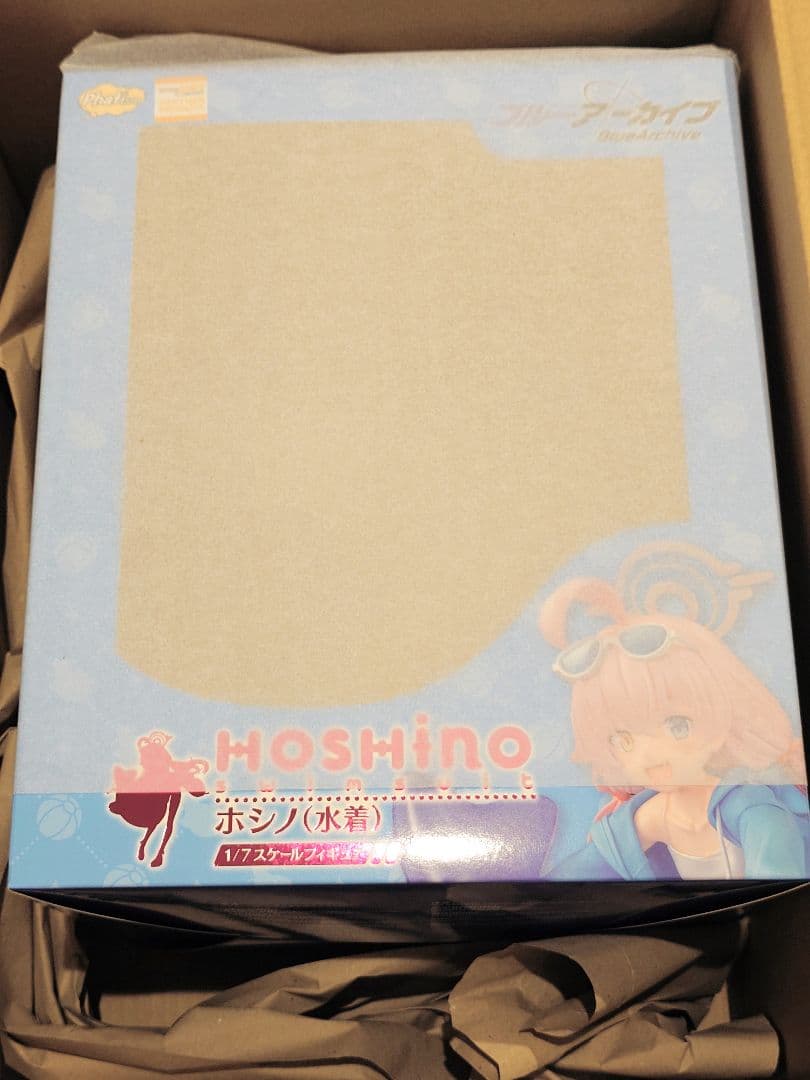 ブルーアーカイブ
BlueArchive
HOSHiNO
swimsuit
ホシノ(水着)
1/7スケールフィギュア